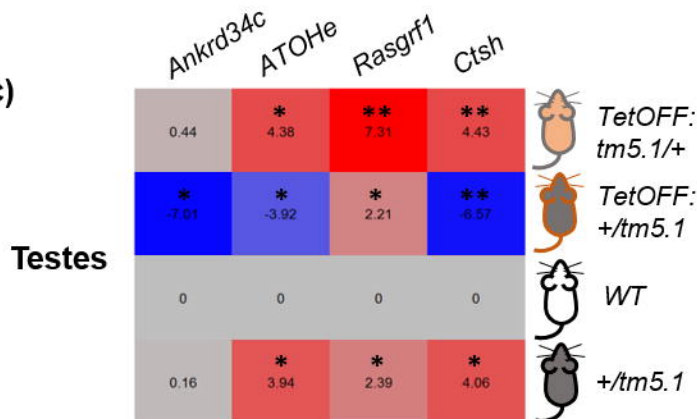 c)
Ankrd34c ATOHe Rasgrf1 Ctsh
* ** **
0.44 4.38 7.31 4.43
TetOFF:
tm5.1/+
* * * **
-7.01 -3.92 2.21 -6.57
TetOFF:
+/tm5.1
Testes
0 0 0 0
WT
* * *
0.16 3.94 2.39 4.06
+/tm5.1